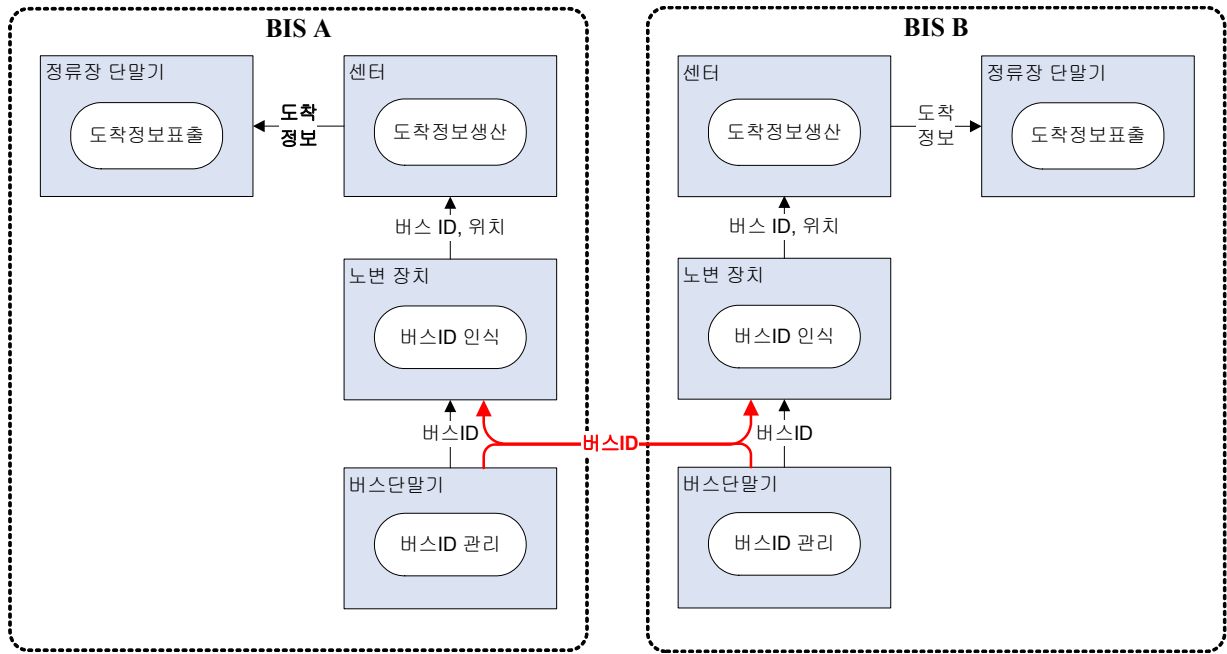 BIS A
정류장 단말기
도착정보표출
도착
정보
센터
도착정보생산
버스 ID, 위치
노변 장치
버스ID 인식
버스ID
버스단말기
버스ID 관리
버스ID
BIS B
센터
도착정보생산
도착
정보
정류장 단말기
도착정보표출
버스 ID, 위치
노변 장치
버스ID 인식
버스ID
버스단말기
버스ID 관리